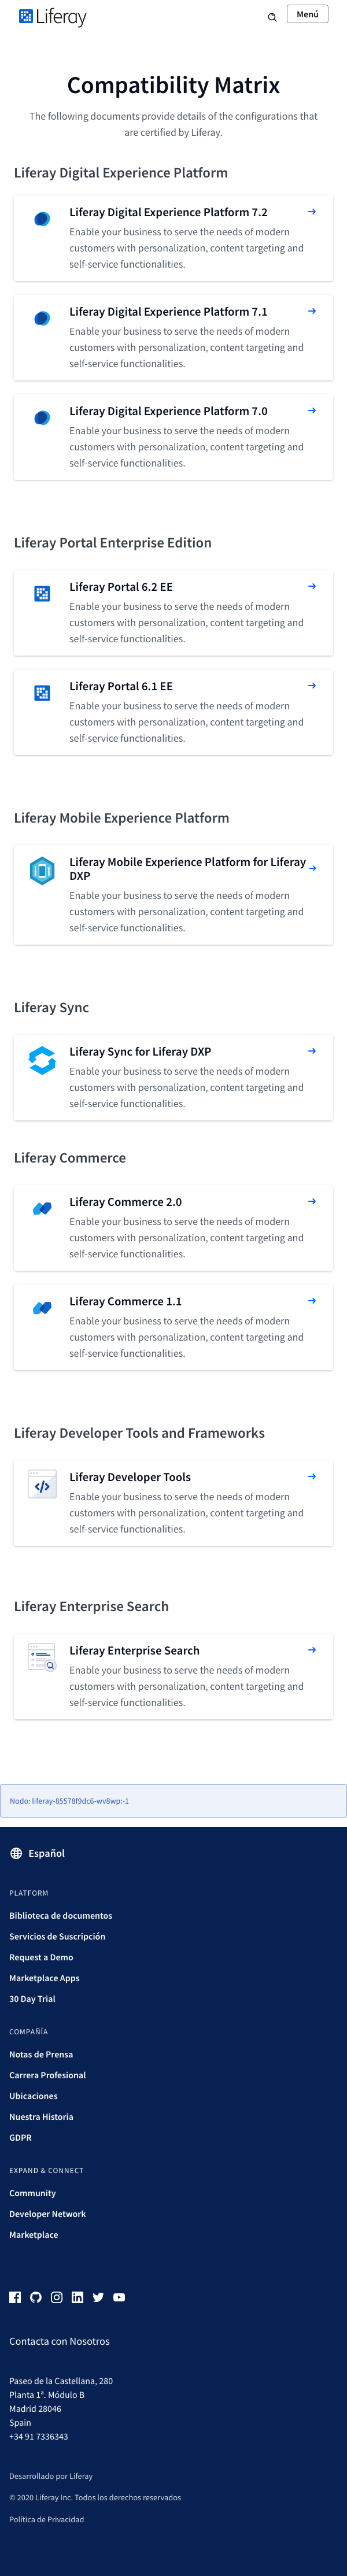 Liferay
Menú
Compatibility Matrix
The following documents provide details of the configurations that
are certified by Liferay.
Liferay Digital Experience Platform
Liferay Digital Experience Platform 7.2
Enable your business to serve the needs of modern
customers with personalization, content targeting and
self-service functionalities.
Liferay Digital Experience Platform 7.1
Enable your business to serve the needs of modern
customers with personalization, content targeting and
self-service functionalities.
Liferay Digital Experience Platform 7.0
Enable your business to serve the needs of modern
customers with personalization, content targeting and
self-service functionalities.
Liferay Portal Enterprise Edition
Liferay Portal 6.2 EE
Enable your business to serve the needs of modern
customers with personalization, content targeting and
self-service functionalities.
Liferay Portal 6.1 EE
Enable your business to serve the needs of modern
customers with personalization, content targeting and
self-service functionalities.
Liferay Mobile Experience Platform
Liferay Mobile Experience Platform for Liferay
DXP
Enable your business to serve the needs of modern
customers with personalization, content targeting and
self-service functionalities.
Liferay Sync
Liferay Sync for Liferay DXP
Enable your business to serve the needs of modern
customers with personalization, content targeting and
self-service functionalities.
Liferay Commerce
Liferay Commerce 2.0
Enable your business to serve the needs of modern
customers with personalization, content targeting and
self-service functionalities.
Liferay Commerce 1.1
Enable your business to serve the needs of modern
customers with personalization, content targeting and
self-service functionalities.
Liferay Developer Tools and Frameworks
Liferay Developer Tools
Enable your business to serve the needs of modern
customers with personalization, content targeting and
self-service functionalities.
Liferay Enterprise Search
Liferay Enterprise Search
Enable your business to serve the needs of modern
customers with personalization, content targeting and
self-service functionalities.
Nodo: liferay-85578f9dc6-wv8wp:-1
Español
PLATFORM
Biblioteca de documentos
Servicios de Suscripción
Request a Demo
Marketplace Apps
30 Day Trial
COMPAÑÍA
Notas de Prensa
Carrera Profesional
Ubicaciones
Nuestra Historia
GDPR
EXPAND & CONNECT
Community
Developer Network
Marketplace
Contacta con Nosotros
Paseo de la Castellana, 280
Planta 1ª. Módulo B
Madrid 28046
Spain
+34 91 7336343
Desarrollado por Liferay
© 2020 Liferay Inc. Todos los derechos reservados
Política de Privacidad